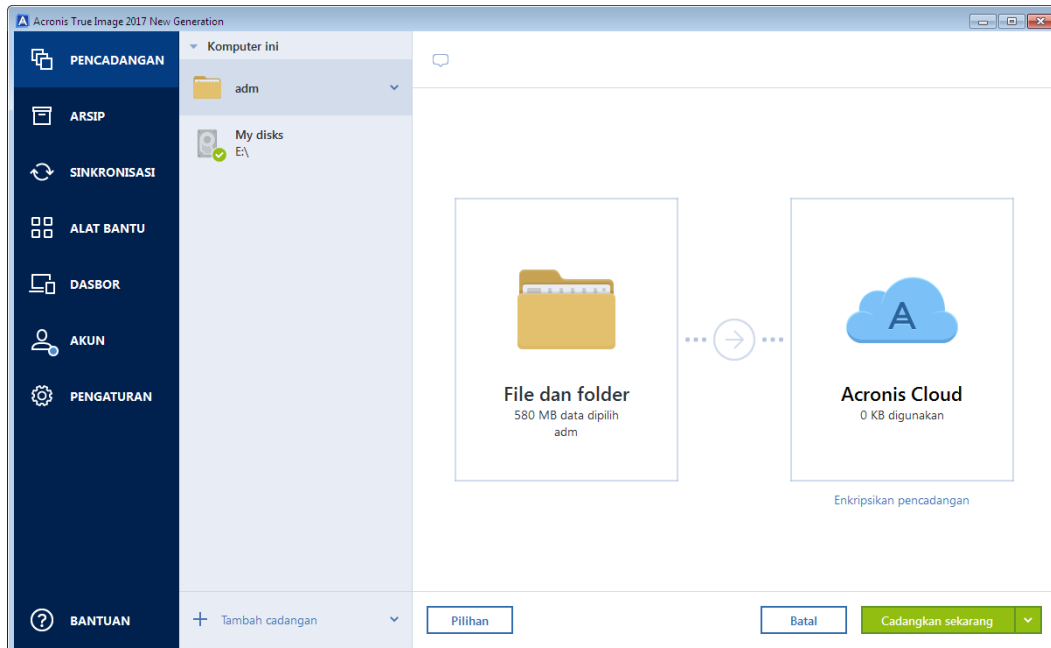 Acronis True Image 2017 New Generation
PENCADANGAN
ARSIP
SINKRONISASI
ALAT BANTU
DASBOR
AKUN
PENGATURAN
BANTUAN
Komputer ini
adm
My disks
E:\
Tambah cadangan
File dan folder
580 MB data dipilih
adm
Acronis Cloud
0 KB digunakan
Enkripsikan pencadangan
Pilihan
Batal
Cadangkan sekarang